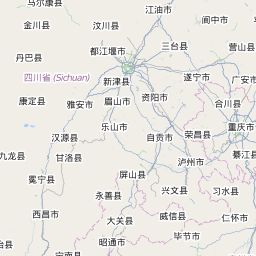 马尔康县
江油市
阆中市
金川县
汶川县
三台县
营山县
都江堰市
丹巴县
遂宁市
四川省 (Sichuan)
新津县
广安市
康定县
雅安市
眉山市
资阳市
合川县
乐山市
重庆市
汉源县
自贡市
荣昌县
九龙县
甘洛县
泸州市
綦江县
冕宁县
屏山县
兴文县
习水县
永善县
西昌市
威信县
仁怀市
大关县
昭通市
毕节市